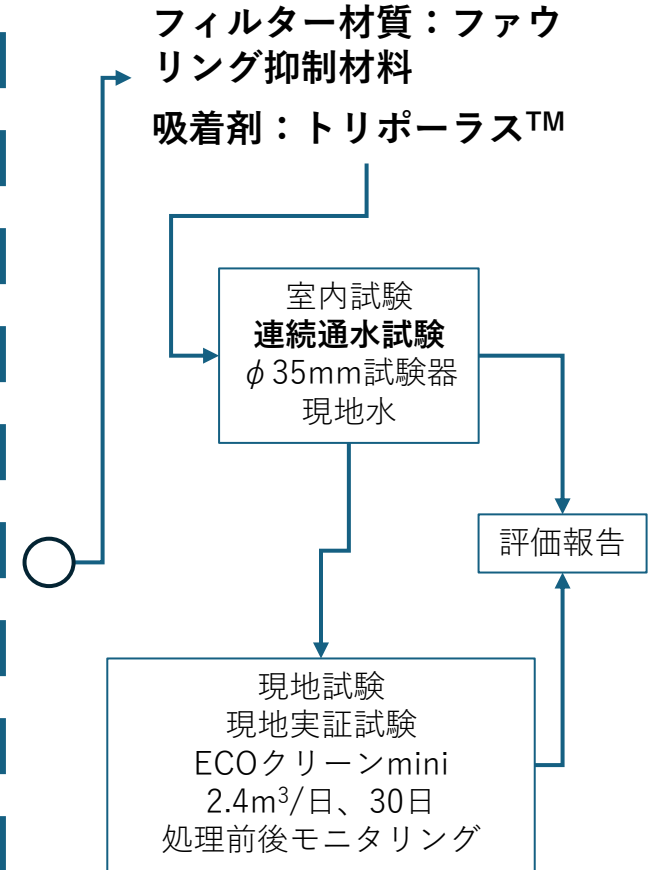 フィルター材質：ファウ
リング抑制材料
吸着剤：トリポーラスTM
室内試験
連続通水試験
φ35mm試験器
現地水
評価報告
現地試験
現地実証試験
ECOクリーンmini
2.4m³/日、30日
処理前後モニタリング